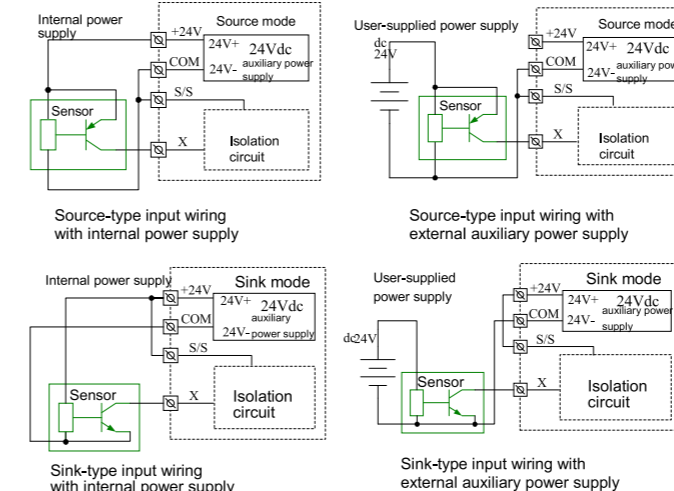 Internal power
supply
Source mode
+24V
24V+ 24Vdc
COM
auxiliary power
24V- supply
S/S
Sensor
X
Isolation
circuit
Source-type input wiring
with internal power supply
User-supplied power supply
dc
24V
Source mode
+24V
24V+ 24Vdc
COM
auxiliary pow
24V- supply
S/S
Sensor
X
Isolation
circuit
Source-type input wiring with
external auxiliary power supply
Internal power supply
Sink mode
+24V
24V+ 24Vdc
COM
auxiliary
24V- power supply
S/S
Sensor
X
Isolation
circuit
Sink-type input wiring
with internal power supply
User-supplied
power supply
dc24V
Sink mode
+24V
24V+ 24Vdc
COM
auxiliary power
24V- supply
S/S
Sensor
X
Isolation
circuit
Sink-type input wiring with
external auxiliary power supply